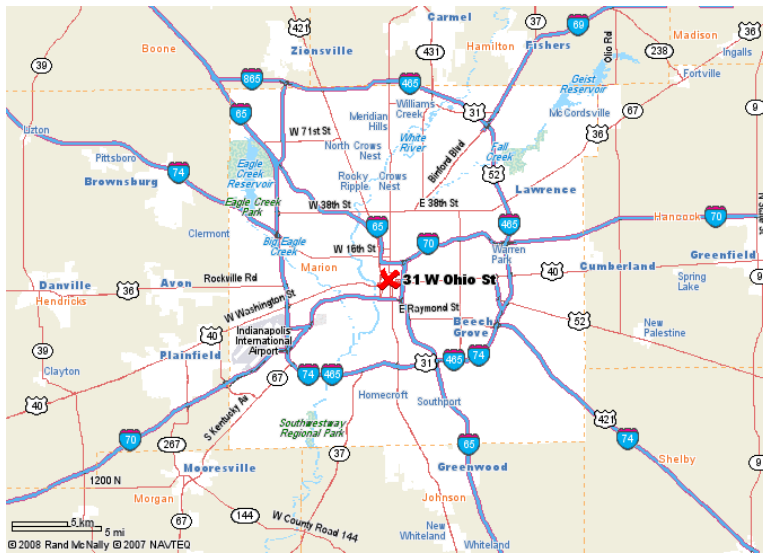 421
Carmel
37
69
Olio Rd
Madison
36
Boone
Zionsville
431
Hamilton
Fishers
238
Ingalls
39
865
465
Fortville
Geist
Reservoir
65
Meridian
Hills
Williams
Creek
31
McCordsville
67
9
Lizton
W 71st St
White
River
36
Pittsboro
North Crows
Nest
Binford Blvd
Fall
Creek
74
Eagle
Creek
Reservoir
Rocky
Ripple
Crows
Nest
52
Brownsburg
Lawrence
Eagle Creek
Park
W 38th St
E 38th St
65
465
Hancock
70
Clermont
Big Eagle
Creek
W 16th St
70
Warren
Park
Marion
Greenfield
Danville
Avon
Rockville Rd
31 W Ohio St
40
Cumberland
9
Hendricks
36
Spring
Lake
W Washington St
E Raymond St
52
40
Indianapolis
International
Airport
Beech
Grove
New
Palestine
39
Plainfield
31
465
74
Clayton
74
465
67
Homecroft
Southport
40
S Kentucky Av
Southwestway
Regional Park
421
70
267
37
65
74
Shelby
Mooresville
Greenwood
9
1200 N
Morgan
Johnson
67
144
W County Road 144
New
Whiteland
5 km
5 mi
Whiteland
© 2008 Rand McNally © 2007 NAVTEQ